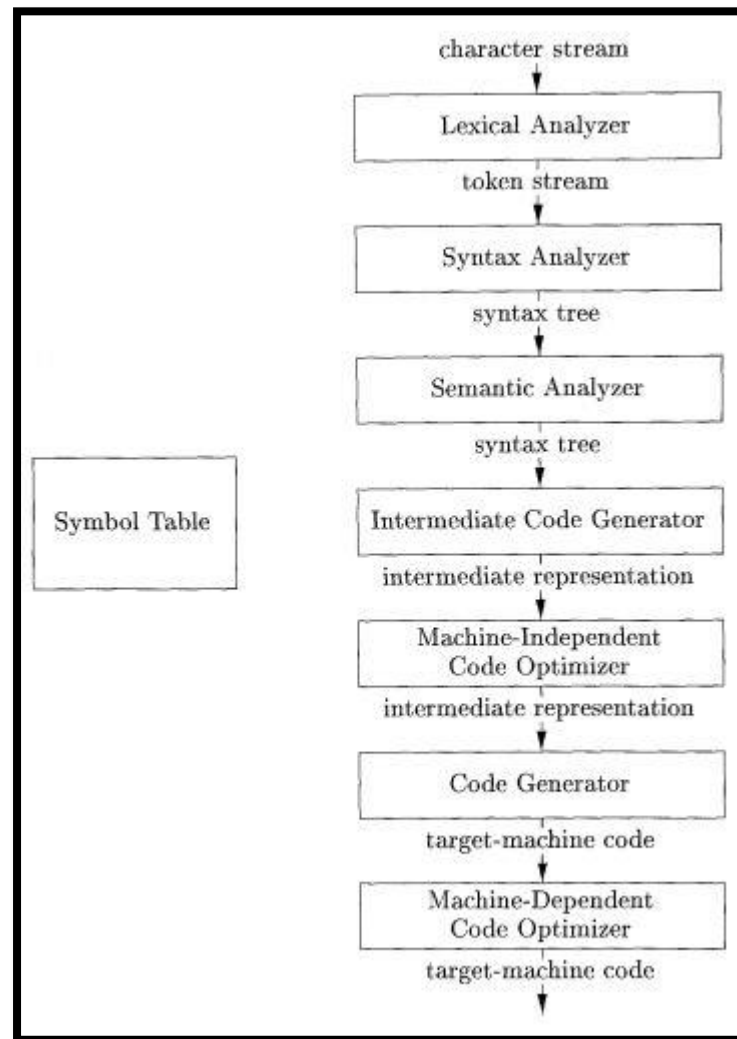 character stream
Lexical Analyzer
token stream
Syntax Analyzer
syntax tree
Semantic Analyzer
syntax tree
Symbol Table
Intermediate Code Generator
intermediate representation
Machine-Independent
Code Optimizer
intermediate representation
Code Generator
target-machine code
Machine-Dependent
Code Optimizer
target-machine code